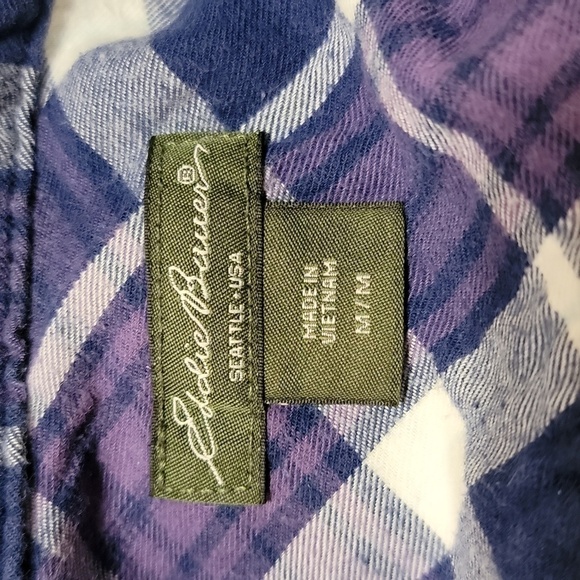 Eddie Bauer®
SEATTLE • USA
MADE IN
VIETNAM
M/M